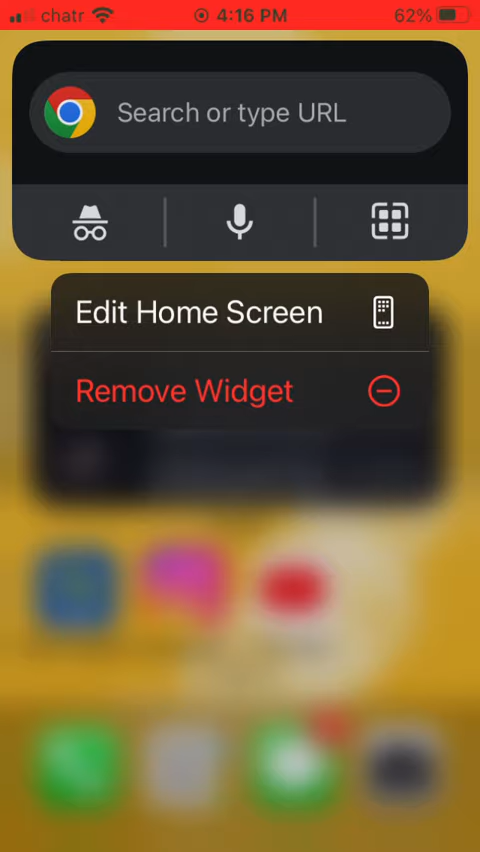 chatr 4:16 PM 62%
Search or type URL
Edit Home Screen
Remove Widget